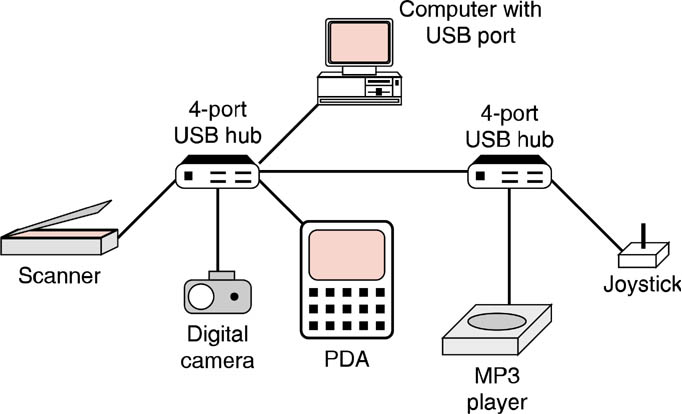 Computer with
USB port
4-port
USB hub
4-port
USB hub
Scanner
Digital
camera
PDA
MP3
player
Joystick